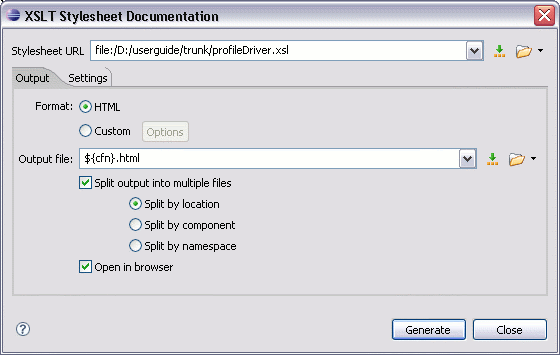 XSLT Stylesheet Documentation
Stylesheet URL file:/D:/userguide/trunk/profileDriver.xsl
Output Settings
Format: HTML
Custom Options
Output file: ${cfn}.html
Split output into multiple files
Split by location
Split by component
Split by namespace
Open in browser
? Generate Close